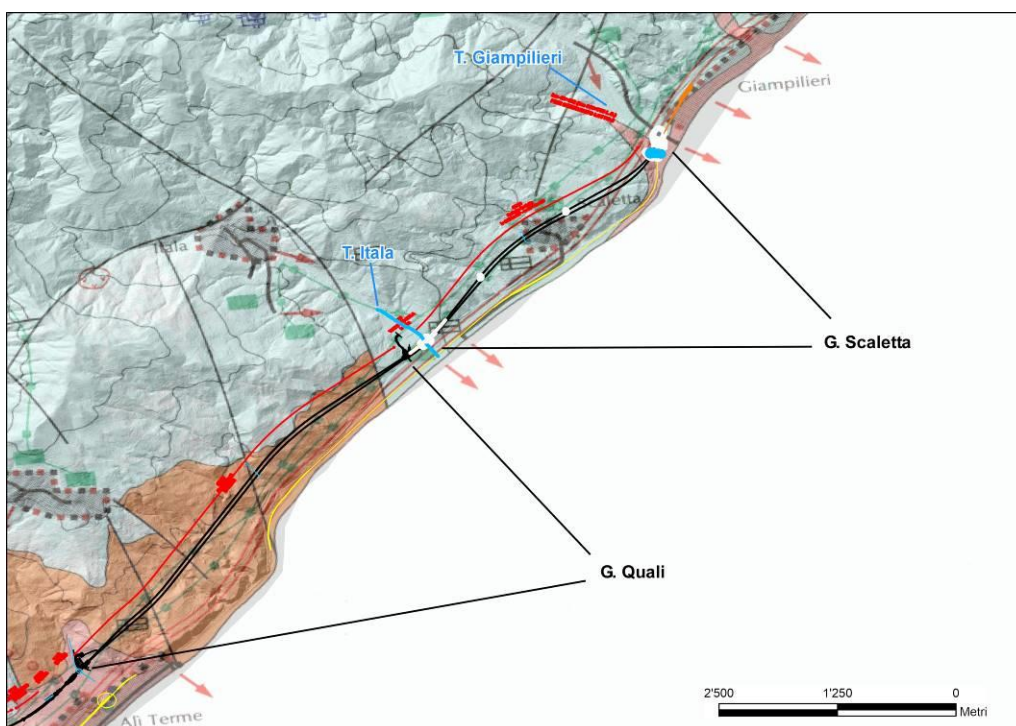 T. Giampilieri
Giampilieri
Scaletta
Itala
T. Itala
G. Scaletta
G. Quali
2'500 1'250 0
Metri
Alì Terme